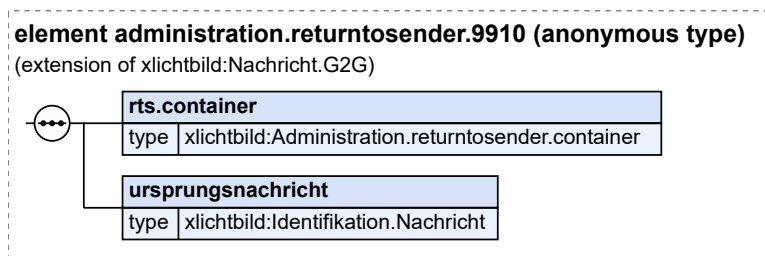 element administration.returntosender.9910 (anonymous type)
(extension of xlichtbild:Nachricht.G2G)
rts.container
type xlichtbild:Administration.returntosender.container
ursprungsnachricht
type xlichtbild:Identifikation.Nachricht